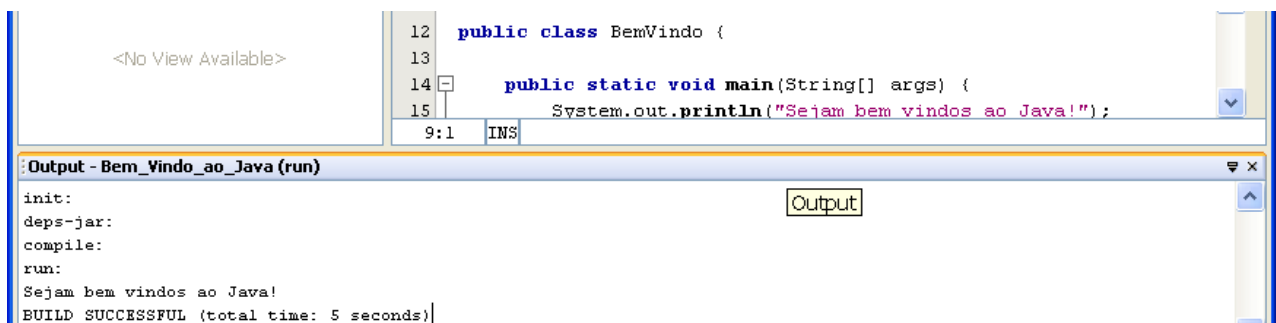 <No View Available>
12 public class BemVindo {
13
14 public static void main(String[] args) {
15 System.out.println("Sejam bem vindos ao Java!");
9:1 INS
Output - Bem_Vindo_ao_Java (run)
Output
init:
deps-jar:
compile:
run:
Sejam bem vindos ao Java!
BUILD SUCCESSFUL (total time: 5 seconds)